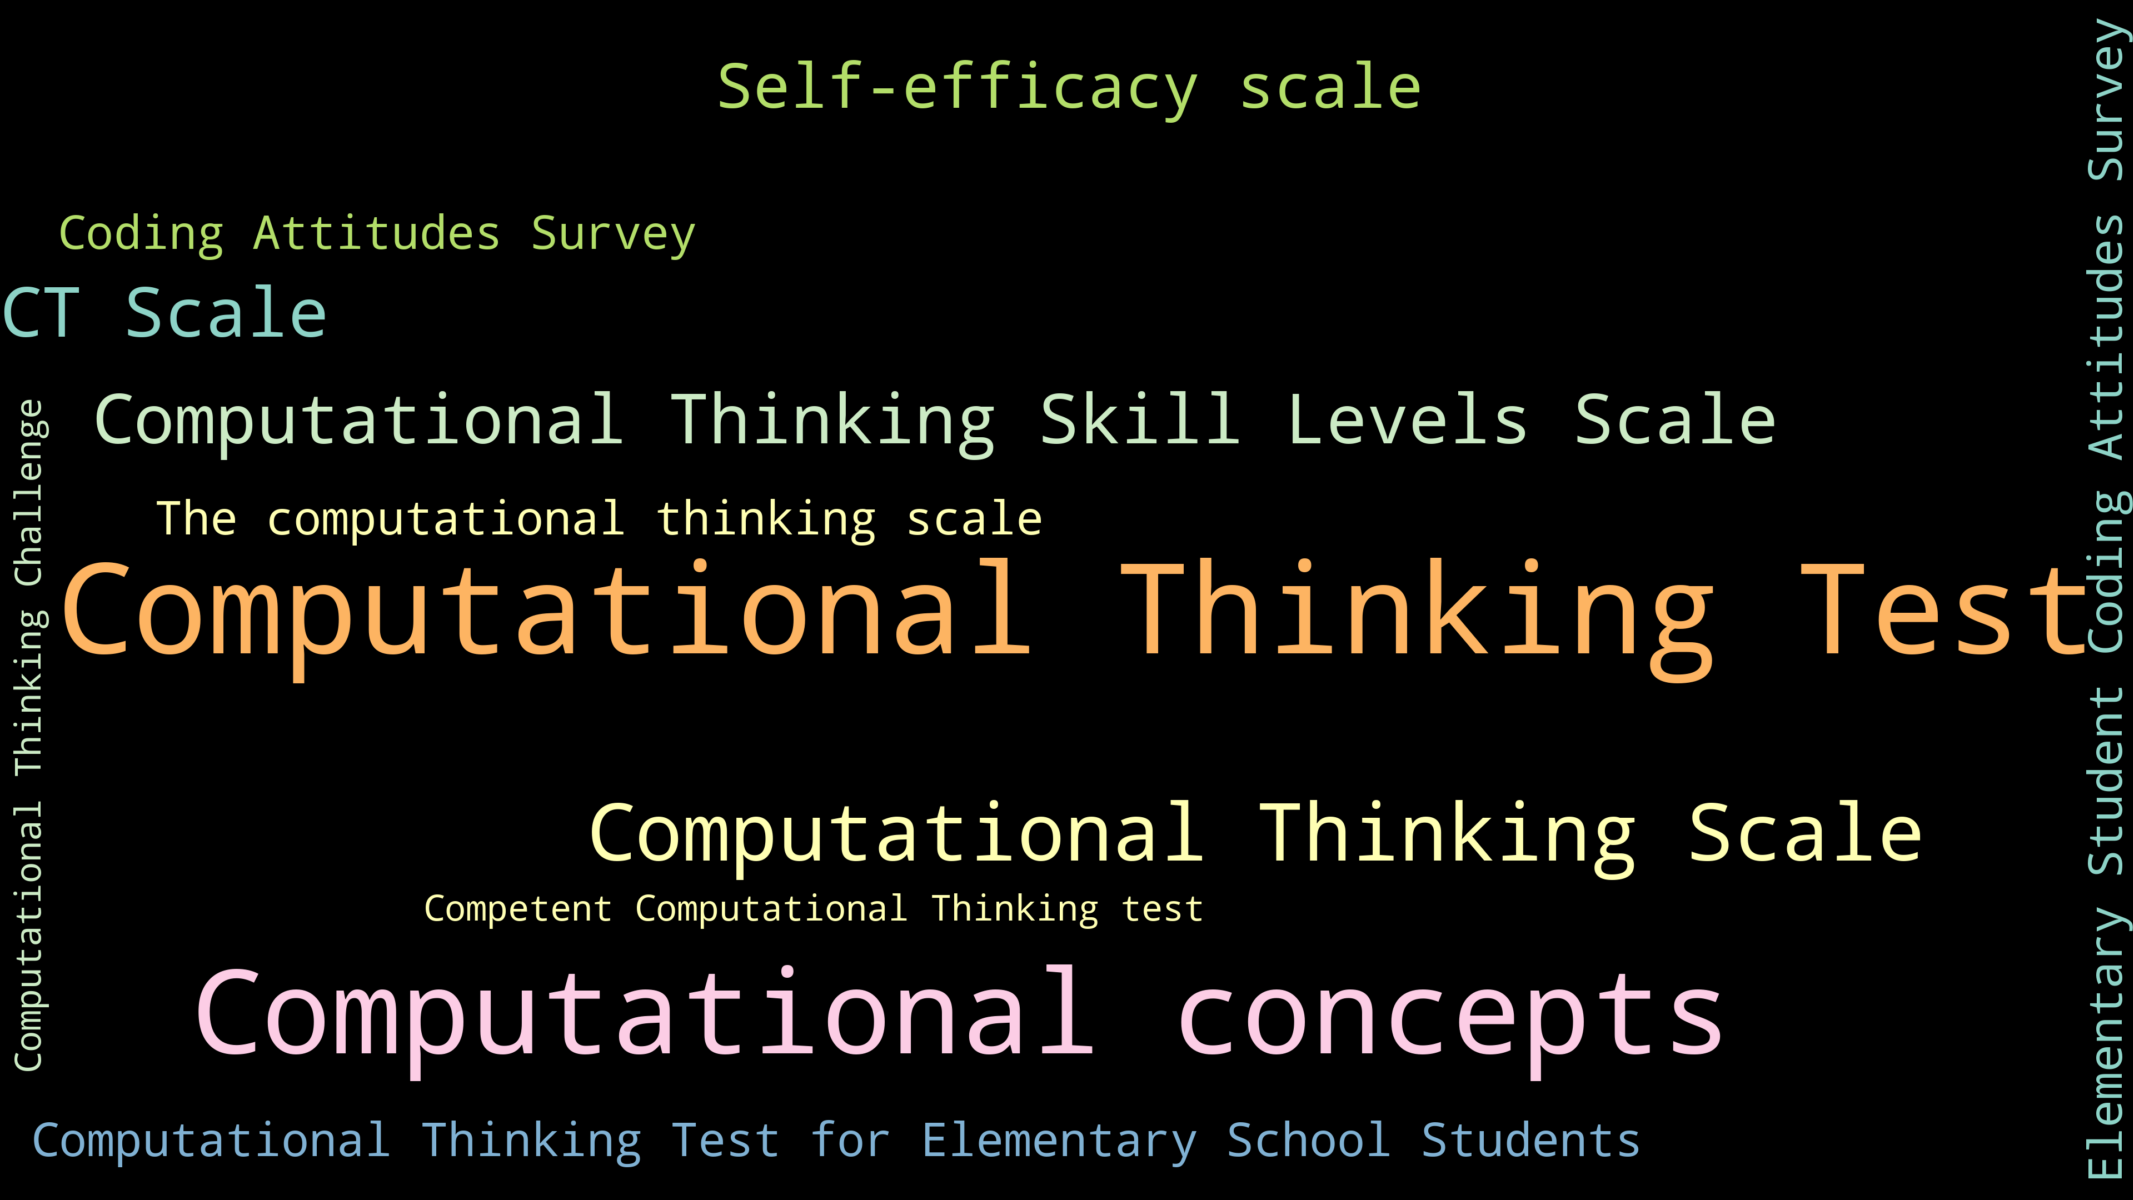 Self-efficacy scale
Coding Attitudes Survey
CT Scale
Computational Thinking Skill Levels Scale
The computational thinking scale
Computational Thinking Test
Computational Thinking Scale
Competent Computational Thinking test
Computational concepts
Computational Thinking Test for Elementary School Students
Computational Thinking Challenge
Elementary Student Coding Attitudes Survey